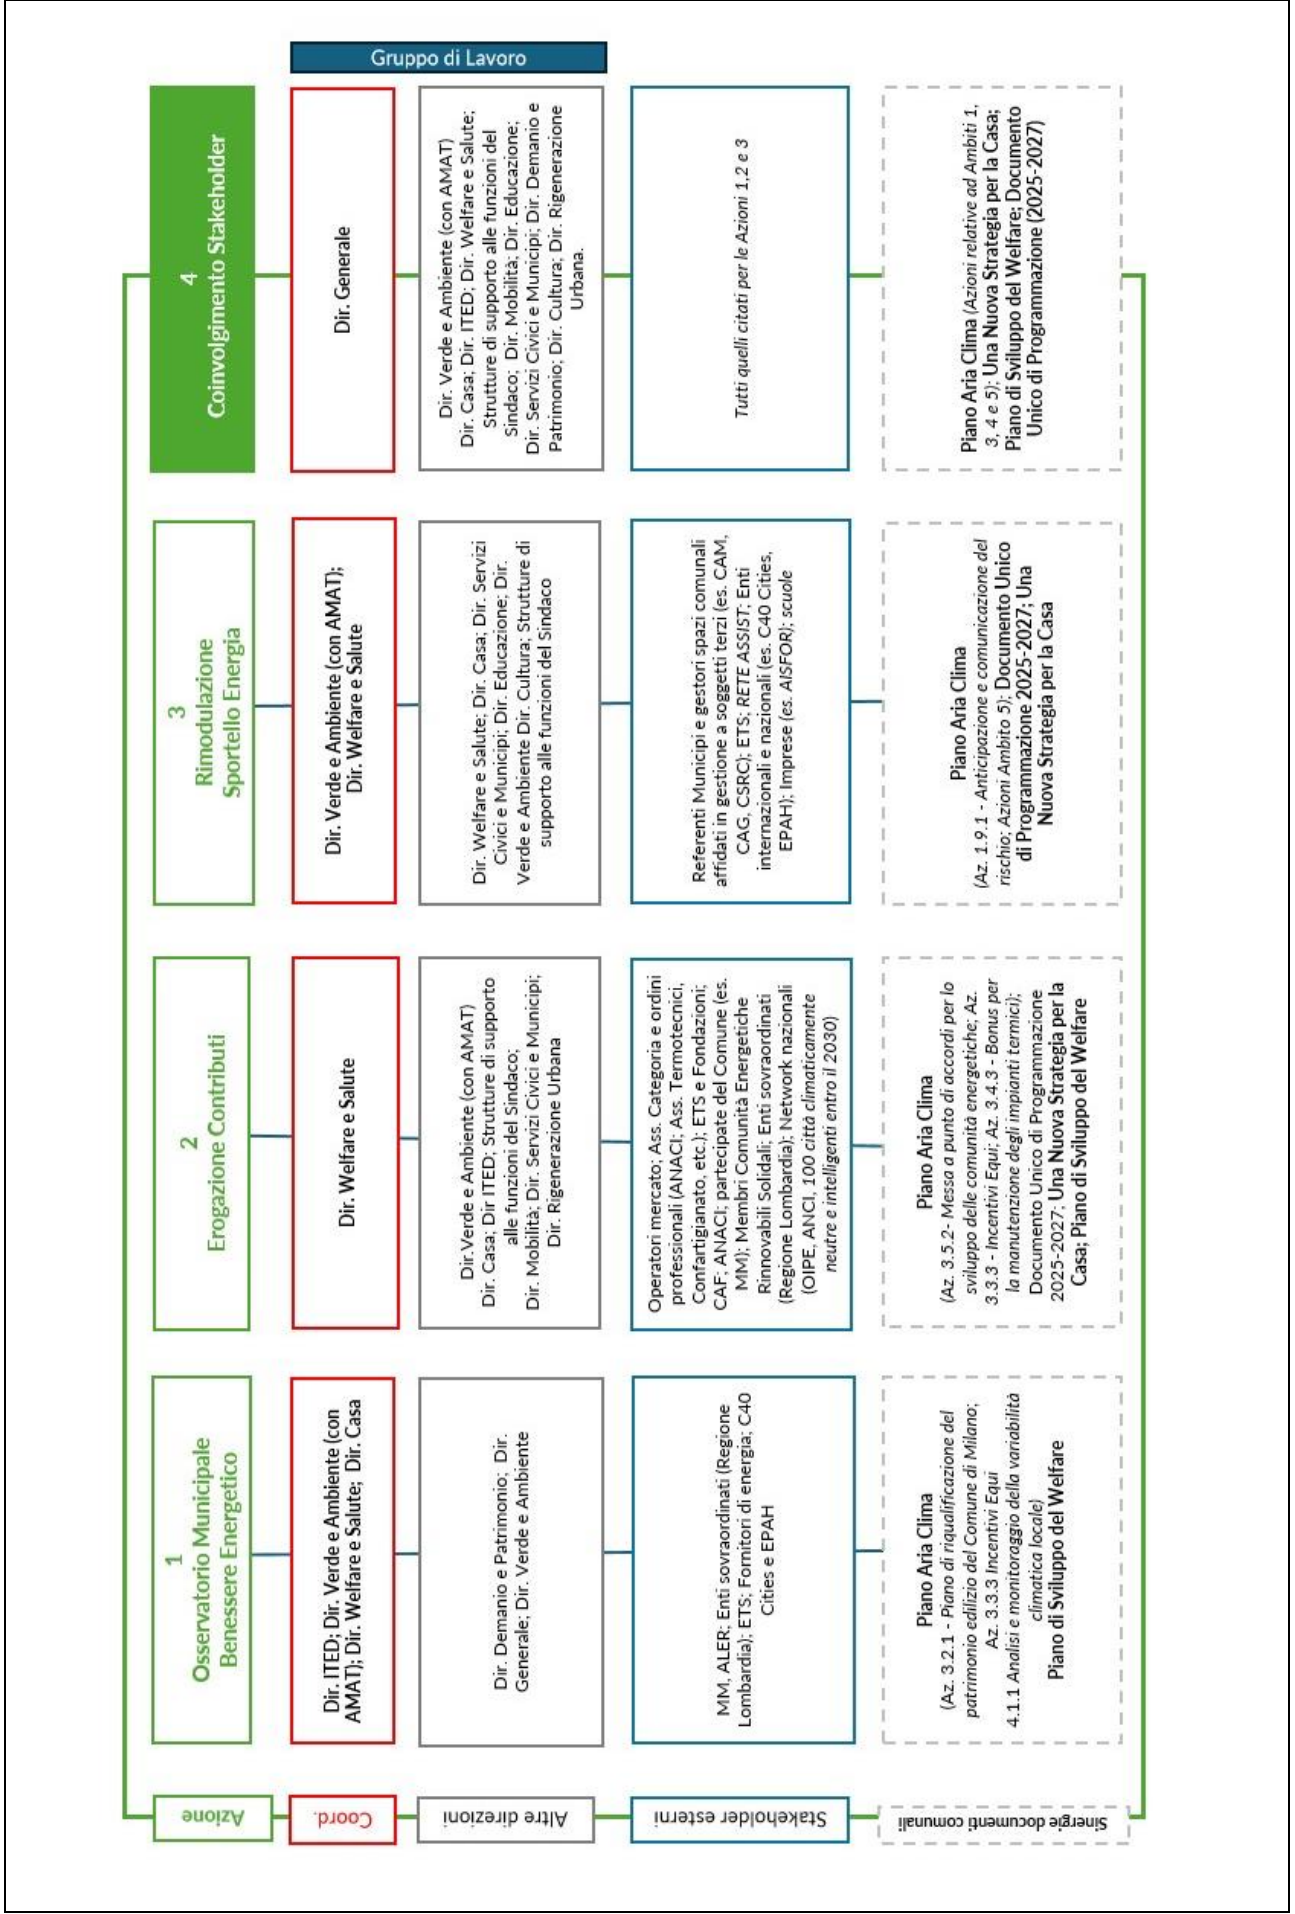 Gruppo di Lavoro
Azione
Coord.
Altre direzioni
Stakeholder esterni
Sinergie documenti comunali
1
Osservatorio Municipale
Benessere Energetico
Dir. ITED; Dir. Verde e Ambiente (con
AMAT); Dir. Welfare e Salute; Dir. Casa
Dir. Demanio e Patrimonio; Dir.
Generale; Dir. Verde e Ambiente
MM, ALER; Enti sovraordinati (Regione
Lombardia); ETS; Fornitori di energia; C40
Cities e EPAH
Piano Aria Clima
(Az. 3.2.1 - Piano di riqualificazione del
patrimonio edilizio del Comune di Milano;
Az. 3.3.3 Incentivi Equi
4.1.1 Analisi e monitoraggio della variabilità
climatica locale)
Piano di Sviluppo del Welfare
2
Erogazione Contributi
Dir. Welfare e Salute
Dir.Verde e Ambiente (con AMAT)
Dir. Casa; Dir ITED; Strutture di supporto
alle funzioni del Sindaco;
Dir. Mobilità; Dir. Servizi Civici e Municipi;
Dir. Rigenerazione Urbana
Operatori mercato; Ass. Categoria e ordini
professionali (ANACI; Ass. Termotecnici,
Confartigianato, etc.); ETS e Fondazioni;
CAF; ANACI; partecipate del Comune (es.
MM); Membri Comunità Energetiche
Rinnovabili Solidali; Enti sovraordinati
(Regione Lombardia); Network nazionali
(OIPE, ANCI, 100 città climaticamente
neutre e intelligenti entro il 2030)
Piano Aria Clima
(Az. 3.5.2- Messa a punto di accordi per lo
sviluppo delle comunità energetiche; Az.
3.3.3 - Incentivi Equi; Az. 3.4.3 - Bonus per
la manutenzione degli impianti termici);
Documento Unico di Programmazione
2025-2027; Una Nuova Strategia per la
Casa; Piano di Sviluppo del Welfare
3
Rimodulazione
Sportello Energia
Dir. Verde e Ambiente (con AMAT);
Dir. Welfare e Salute
Dir. Welfare e Salute; Dir. Casa; Dir. Servizi
Civici e Municipi; Dir. Educazione; Dir.
Verde e Ambiente Dir. Cultura; Strutture di
supporto alle funzioni del Sindaco
Referenti Municipi e gestori spazi comunali
affidati in gestione a soggetti terzi (es. CAM,
CAG, CSRC); ETS; RETE ASSIST; Enti
internazionali e nazionali (es. C40 Cities,
EPAH); Imprese (es. AISFOR); scuole
Piano Aria Clima
(Az. 1.9.1 - Anticipazione e comunicazione del
rischio; Azioni Ambito 5); Documento Unico
di Programmazione 2025-2027; Una
Nuova Strategia per la Casa
4
Coinvolgimento Stakeholder
Dir. Generale
Dir. Verde e Ambiente (con AMAT)
Dir. Casa; Dir. ITED; Dir. Welfare e Salute;
Strutture di supporto alle funzioni del
Sindaco; Dir. Mobilità; Dir. Educazione;
Dir. Servizi Civici e Municipi; Dir. Demanio e
Patrimonio; Dir. Cultura; Dir. Rigenerazione
Urbana.
Tutti quelli citati per le Azioni 1,2 e 3
Piano Aria Clima (Azioni relative ad Ambiti 1,
3, 4 e 5); Una Nuova Strategia per la Casa;
Piano di Sviluppo del Welfare; Documento
Unico di Programmazione (2025-2027)